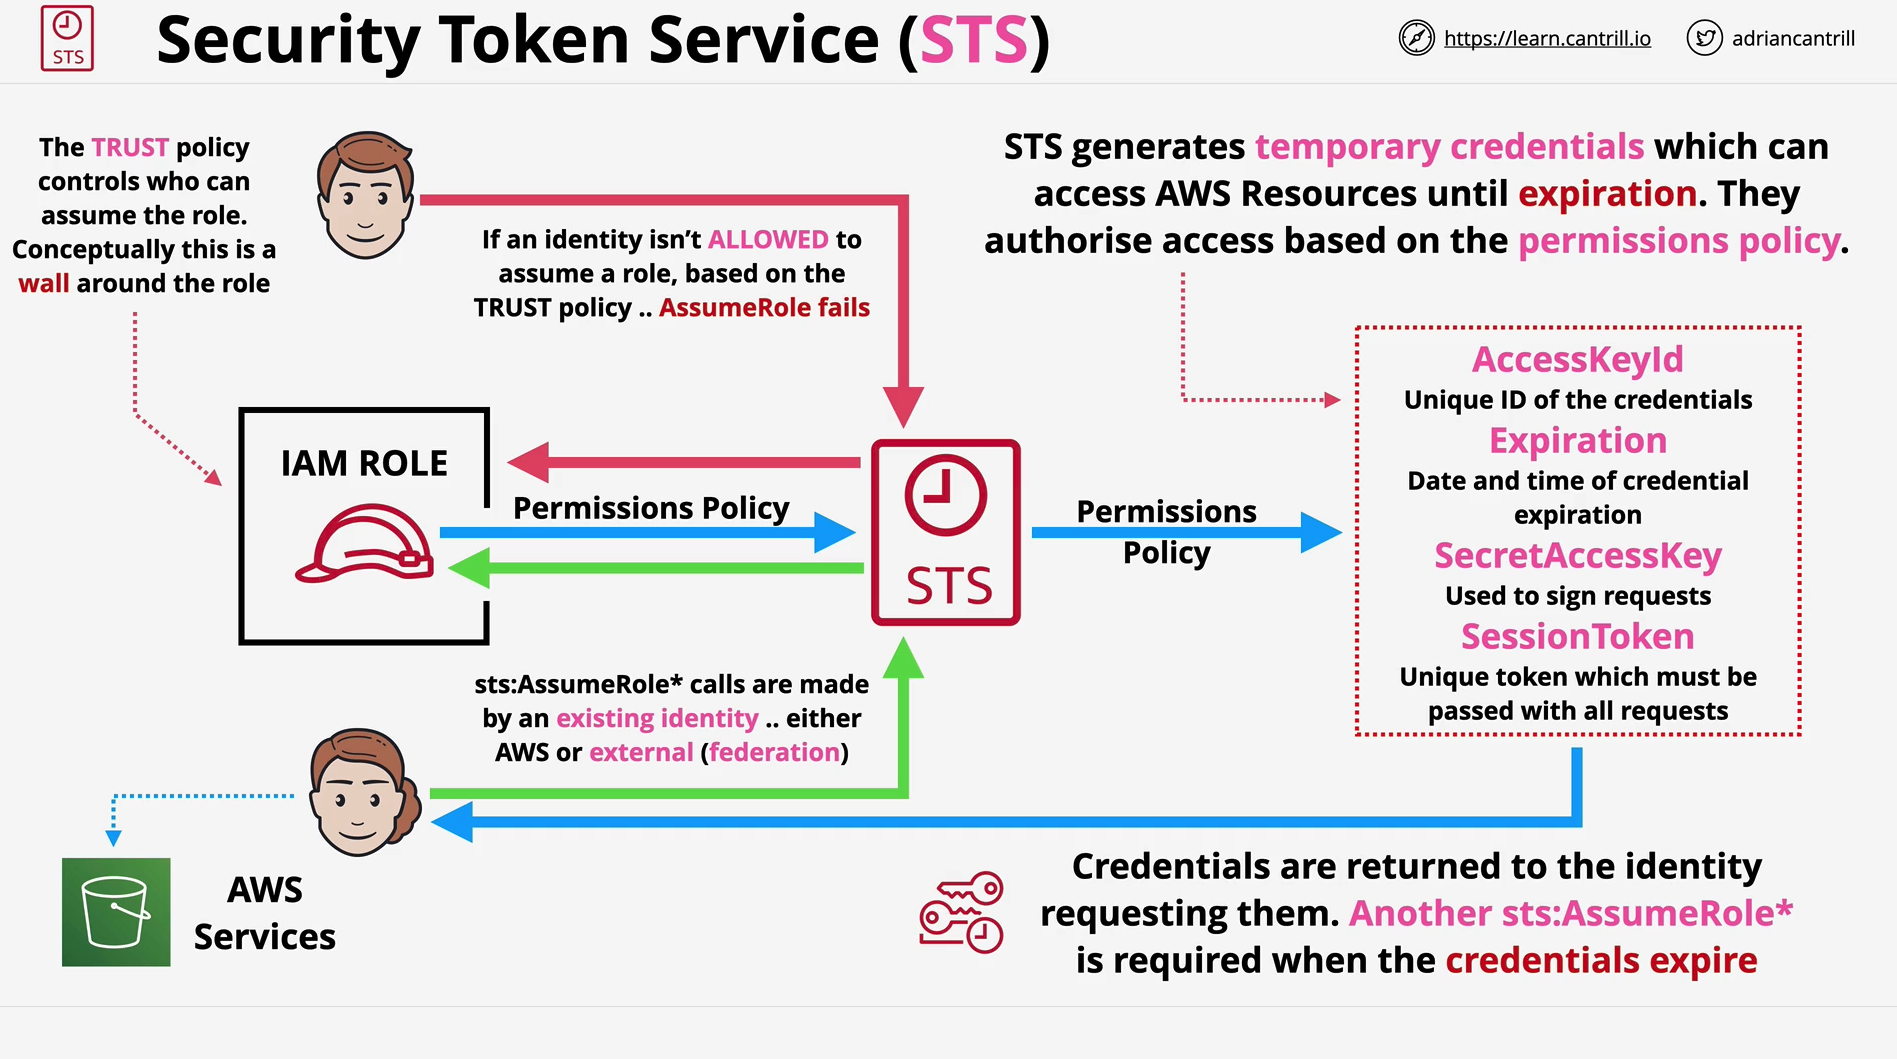 STS
Security Token Service (STS)
https://learn.cantrill.io
adriancantrill
The TRUST policy
controls who can
assume the role.
Conceptually this is a
wall around the role
If an identity isn’t ALLOWED to
assume a role, based on the
TRUST policy .. AssumeRole fails
STS generates temporary credentials which can
access AWS Resources until expiration. They
authorise access based on the permissions policy.
IAM ROLE
Permissions Policy
STS
Permissions
Policy
AccessKeyId
Unique ID of the credentials
Expiration
Date and time of credential
expiration
SecretAccessKey
Used to sign requests
SessionToken
Unique token which must be
passed with all requests
sts:AssumeRole* calls are made
by an existing identity .. either
AWS or external (federation)
AWS
Services
Credentials are returned to the identity
requesting them. Another sts:AssumeRole*
is required when the credentials expire